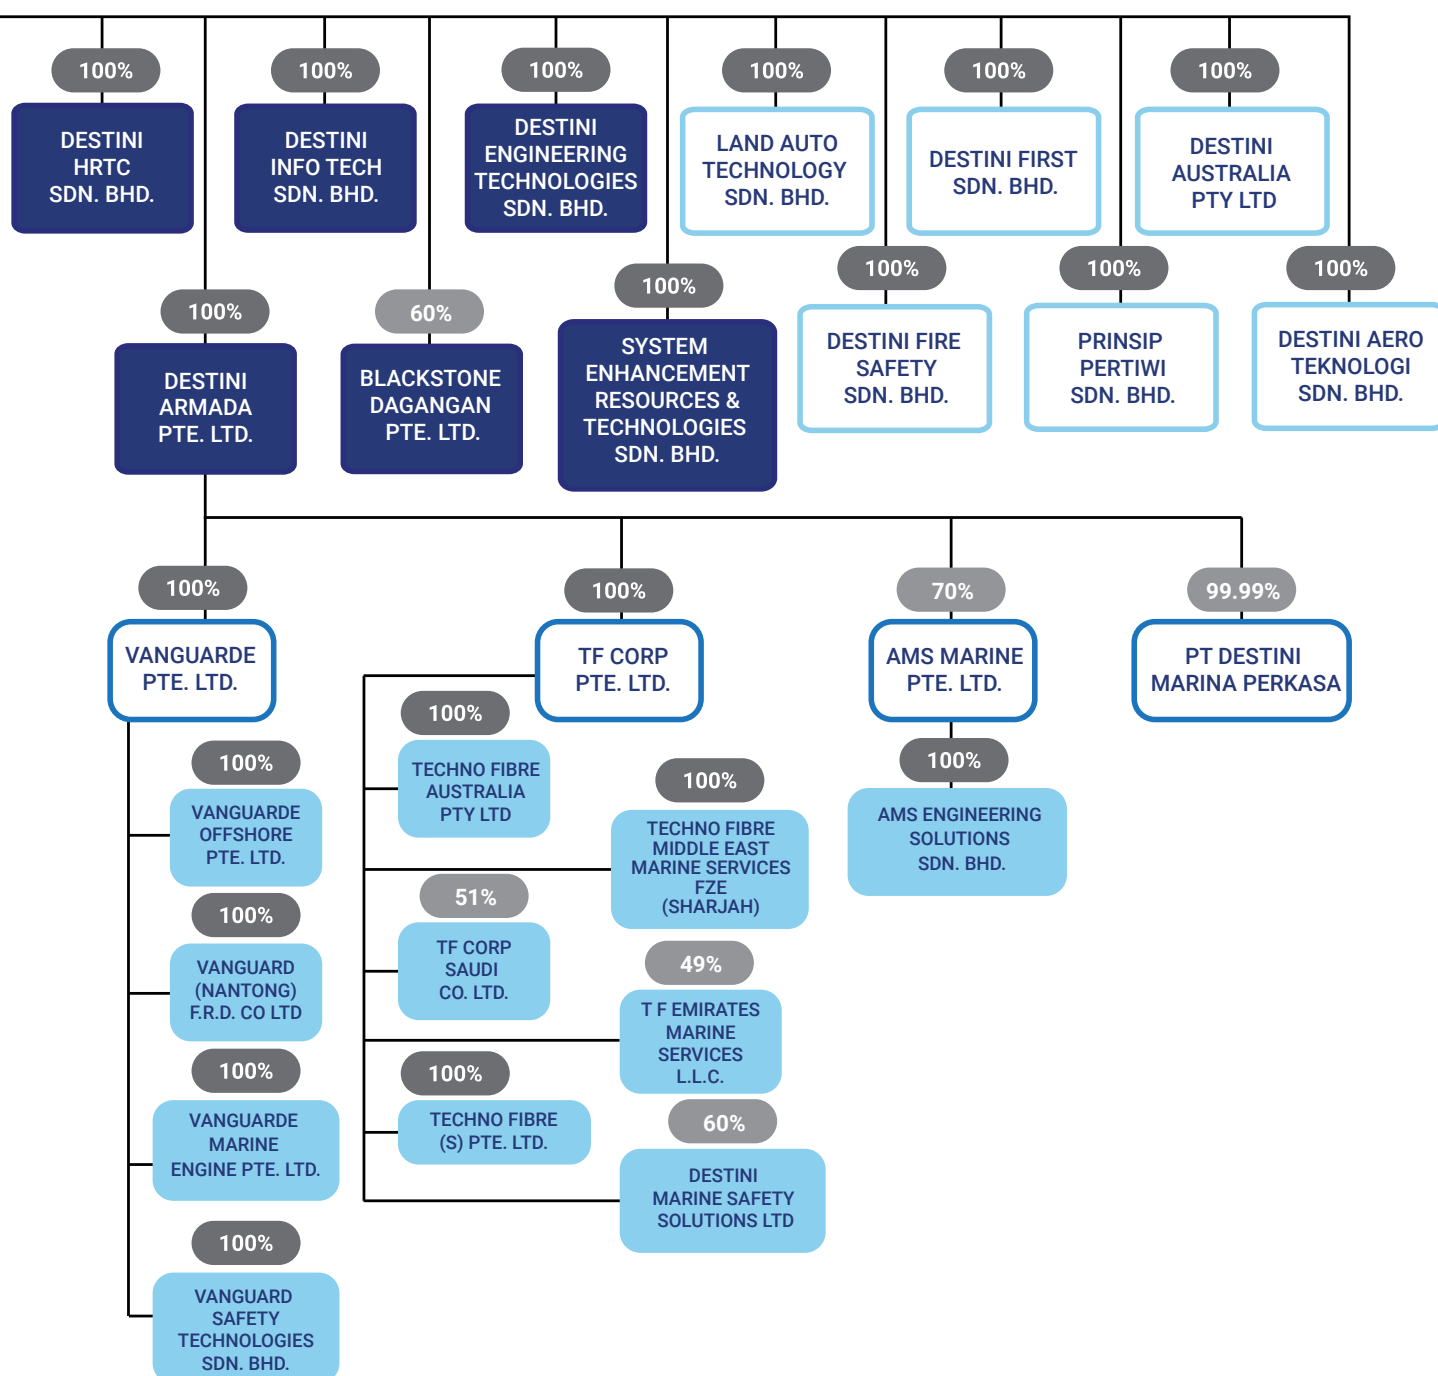 100%
DESTINI
HRTC
SDN. BHD.
100%
DESTINI
INFO TECH
SDN. BHD.
100%
DESTINI
ENGINEERING
TECHNOLOGIES
SDN. BHD.
100%
LAND AUTO
TECHNOLOGY
SDN. BHD.
100%
DESTINI FIRST
SDN. BHD.
100%
DESTINI
AUSTRALIA
PTY LTD
100%
DESTINI
ARMADA
PTE. LTD.
60%
BLACKSTONE
DAGANGAN
PTE. LTD.
100%
SYSTEM
ENHANCEMENT
RESOURCES &
TECHNOLOGIES
SDN. BHD.
100%
DESTINI FIRE
SAFETY
SDN. BHD.
100%
PRINSIP
PERTIWI
SDN. BHD.
100%
DESTINI AERO
TEKNOLOGI
SDN. BHD.
100%
VANGUARDE
PTE. LTD.
100%
TF CORP
PTE. LTD.
70%
AMS MARINE
PTE. LTD.
99.99%
PT DESTINI
MARINA PERKASA
100%
VANGUARDE
OFFSHORE
PTE. LTD.
100%
VANGUARD
(NANTONG)
F.R.D. CO LTD
100%
VANGUARDE
MARINE
ENGINE PTE. LTD.
100%
VANGUARD
SAFETY
TECHNOLOGIES
SDN. BHD.
100%
TECHNO FIBRE
AUSTRALIA
PTY LTD
100%
TECHNO FIBRE
MIDDLE EAST
MARINE SERVICES
FZE
(SHARJAH)
51%
TF CORP
SAUDI
CO. LTD.
49%
T F EMIRATES
MARINE
SERVICES
L.L.C.
100%
TECHNO FIBRE
(S) PTE. LTD.
60%
DESTINI
MARINE SAFETY
SOLUTIONS LTD
100%
AMS ENGINEERING
SOLUTIONS
SDN. BHD.